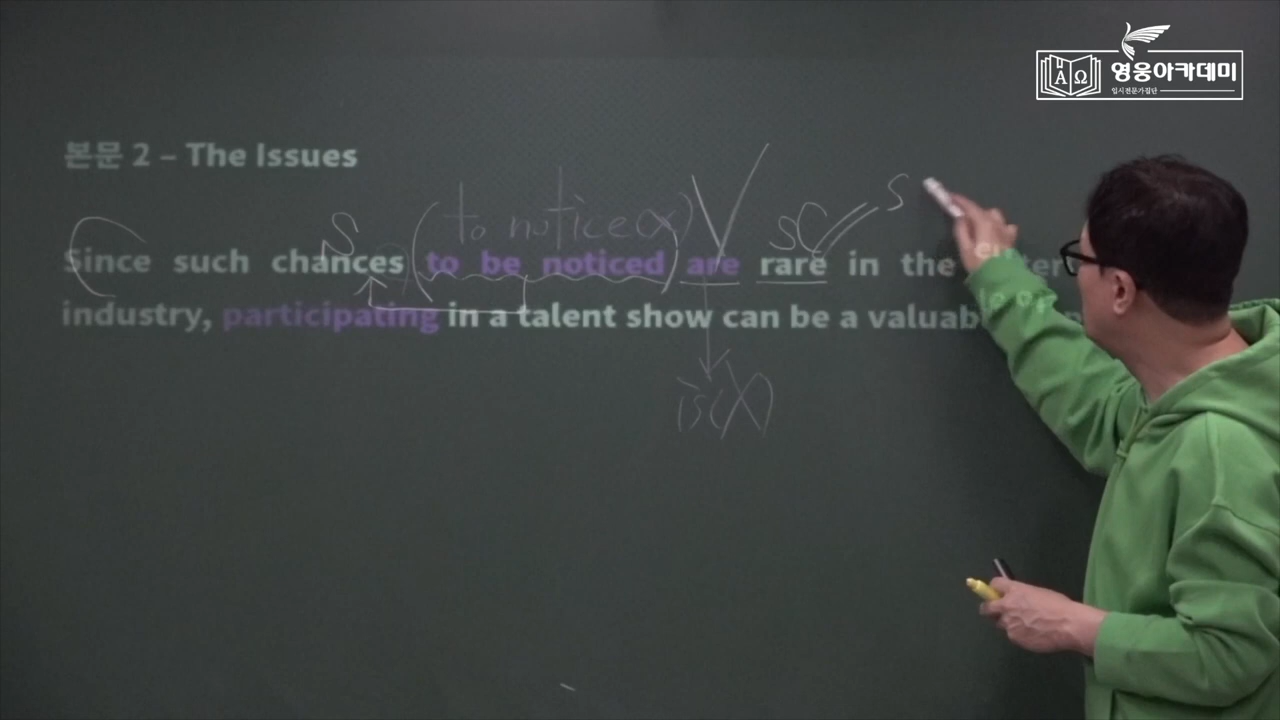 영웅아카데미
입시전문가집단
본문 2 – The Issues
S (to notice(X) V SC S
Since such chances to be noticed are rare in the
industry, participating in a talent show can be a
is(X)